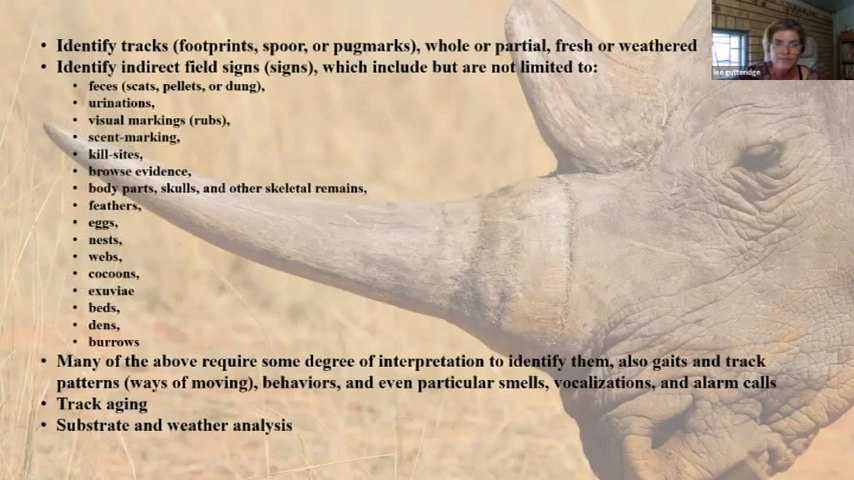 • Identify tracks (footprints, spoor, or pugmarks), whole or partial, fresh or weathered
• Identify indirect field signs (signs), which include but are not limited to:
• feces (scats, pellets, or dung),
• urinations,
• visual markings (rubs),
• scent-marking,
• kill-sites,
• browse evidence,
• body parts, skulls, and other skeletal remains,
• feathers,
• eggs,
• nests,
• webs,
• cocoons,
• exuviae
• beds,
• dens,
• burrows
• Many of the above require some degree of interpretation to identify them, also gaits and track
patterns (ways of moving), behaviors, and even particular smells, vocalizations, and alarm calls
• Track aging
• Substrate and weather analysis
lee gutteridge